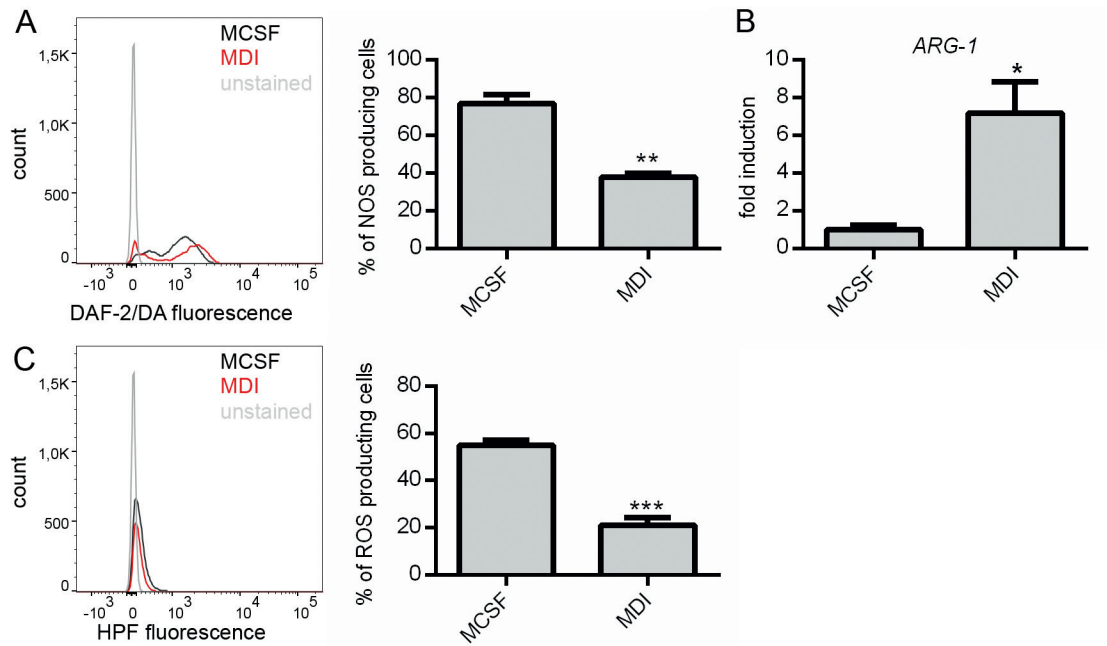 A
MCSF
MDI
unstained
1,5K
1,0K
500
0
count
-10 3 0 10 3 10 4 10 5
DAF-2/DA fluorescence
% of NOS producing cells
100
80
60
40
20
0
**
MCSF
MDI
B
ARG-1
fold induction
10
8
6
4
2
0
*
MCSF
MDI
C
MCSF
MDI
unstained
1,5K
1,0K
500
0
count
-10 3 0 10 3 10 4 10 5
HPF fluorescence
% of ROS producting cells
80
60
40
20
0
***
MCSF
MDI